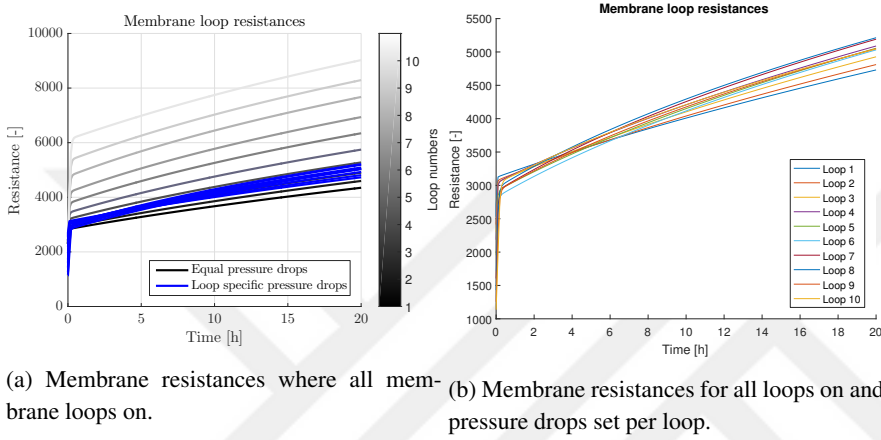 Membrane loop resistances
10000
8000
6000
4000
2000
0
Resistance [-]
0 5 10 15 20
Time [h]
Equal pressure drops
Loop specific pressure drops
10
9
8
7
6
5
4
3
2
1
Loop numbers
Membrane loop resistances
5500
5000
4500
4000
3500
3000
2500
2000
1500
1000
Resistance [-]
0 2 4 6 8 10 12 14 16 18 20
Time [h]
Loop 1
Loop 2
Loop 3
Loop 4
Loop 5
Loop 6
Loop 7
Loop 8
Loop 9
Loop 10
(a) Membrane resistances where all mem-
brane loops on.
(b) Membrane resistances for all loops on and
pressure drops set per loop.